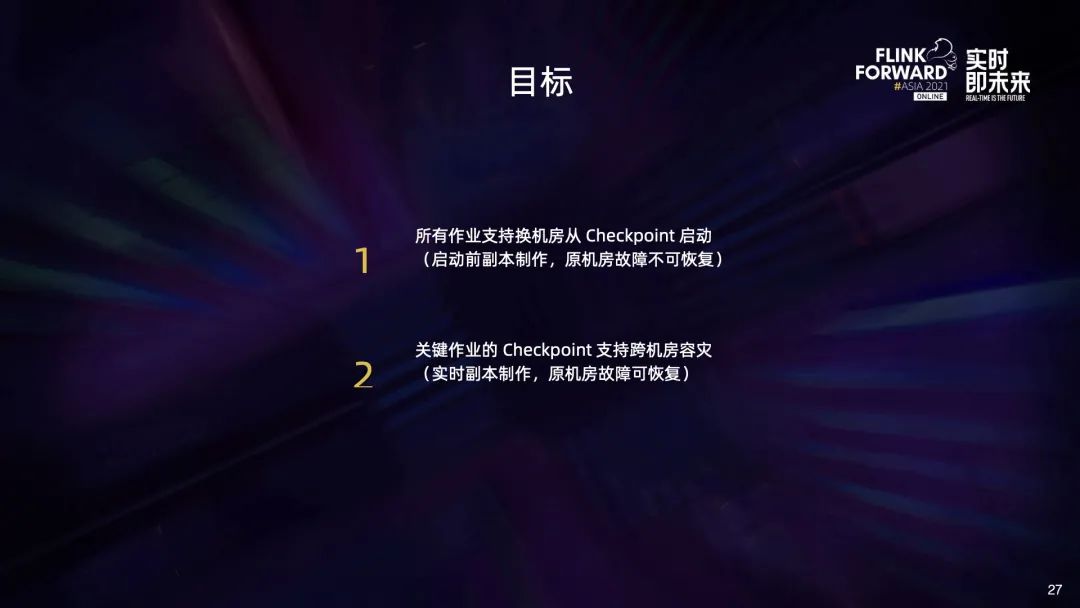 目标
FLINK
FORWARD
#ASIA 2021
ONLINE
实时
即未来
REAL-TIME IS THE FUTURE
1
所有作业支持换机房从 Checkpoint 启动
（启动前副本制作，原机房故障不可恢复）
2
关键作业的 Checkpoint 支持跨机房容灾
（实时副本制作，原机房故障可恢复）
27